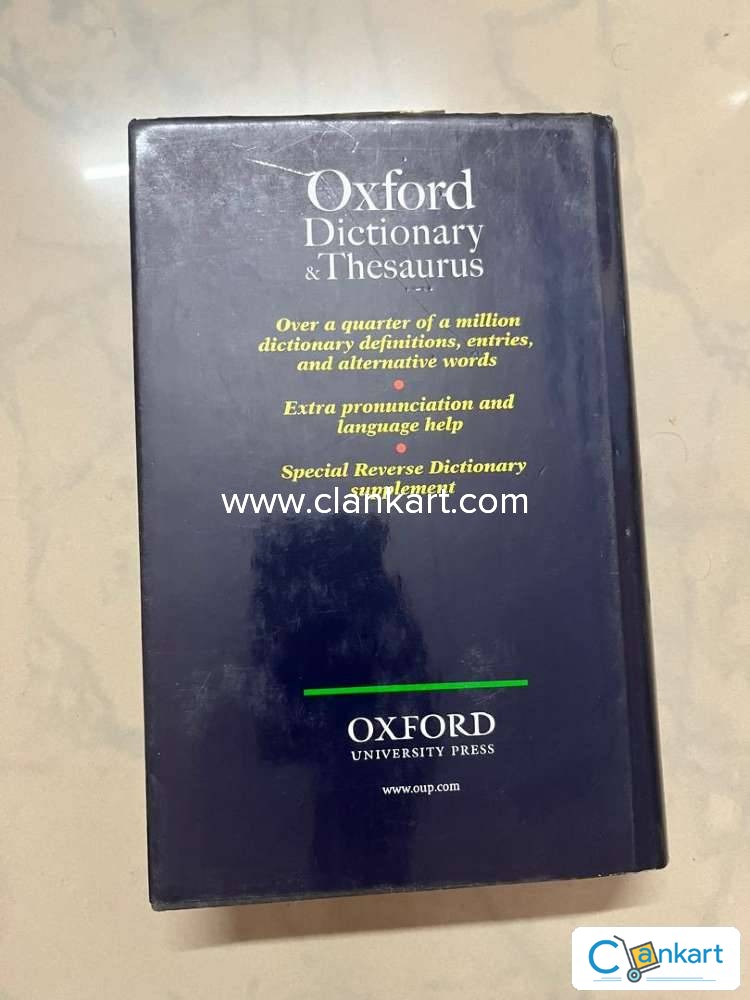 Oxford
Dictionary
& Thesaurus
Over a quarter of a million
dictionary definitions, entries,
and alternative words
Extra pronunciation and
language help
Special Reverse Dictionary
supplement
www.clankart.com
OXFORD
UNIVERSITY PRESS
www.oup.com
Clankart